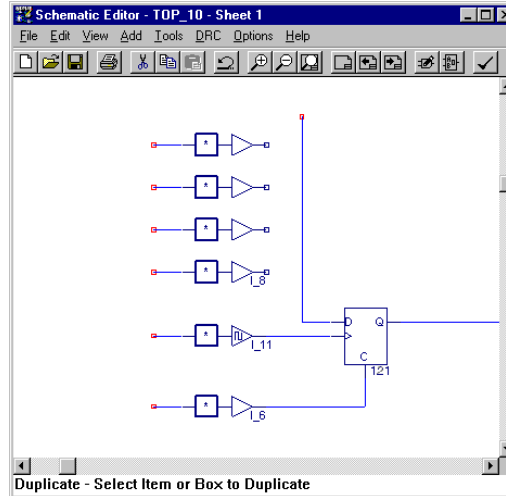 Schematic Editor - TOP_10 - Sheet 1
File Edit View Add Tools DRC Options Help
*
*
*
*
I_8
*
I_11
D Q
C
121
*
I_6
Duplicate - Select Item or Box to Duplicate